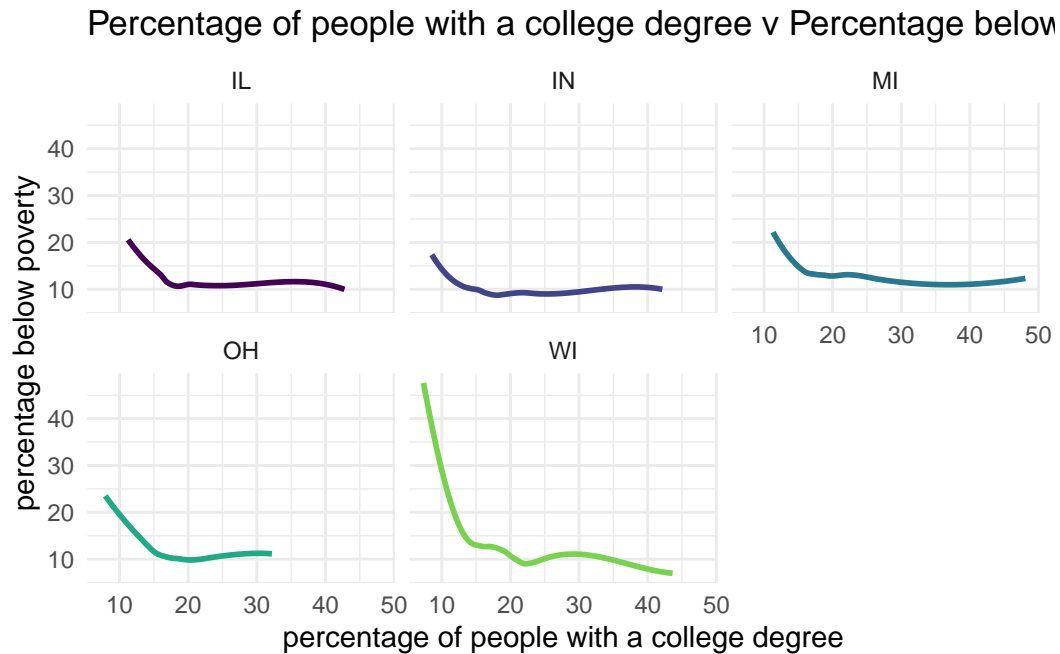 Percentage of people with a college degree v Percentage below
IL IN MI
40
30
20
10
10 20 30 40 50
OH WI
40
30
20
10
10 20 30 40 50 10 20 30 40 50
percentage below poverty
percentage of people with a college degree